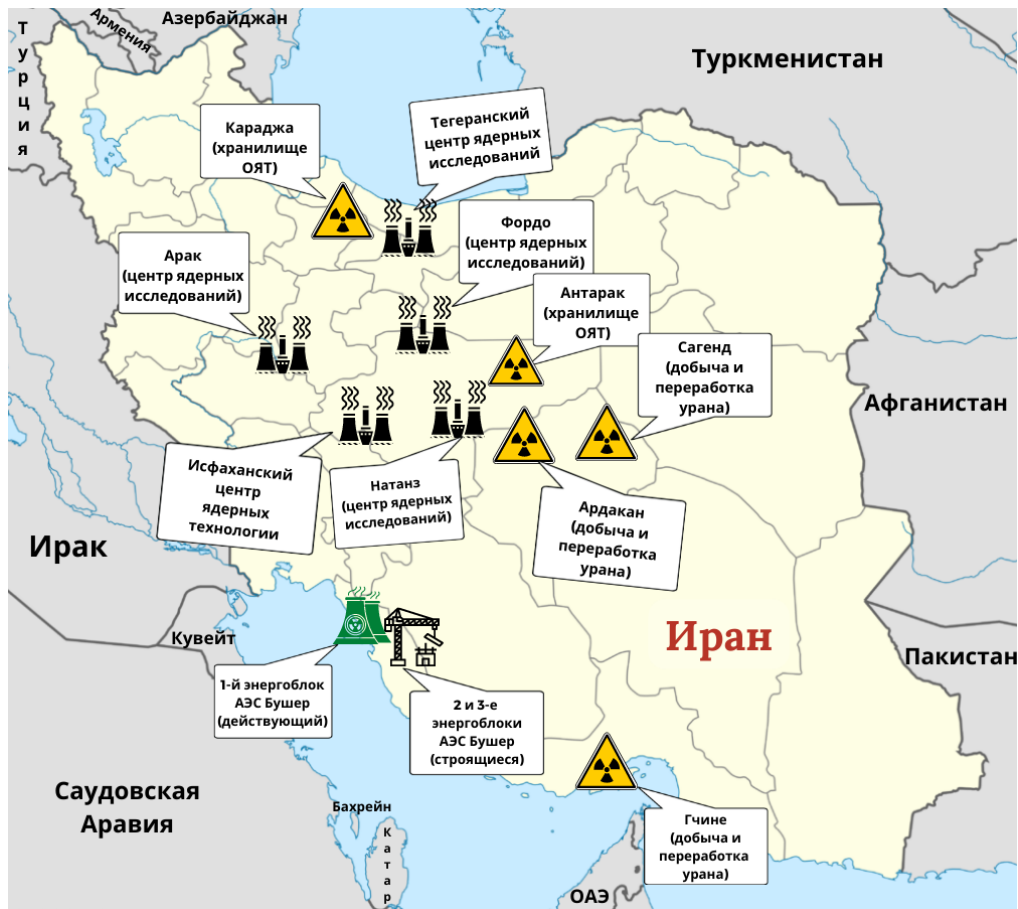 Турция
Армения
Азербайджан
Туркменистан
Караджа
(хранилище
ОЯТ)
Тегеранский
центр ядерных
исследований
Арак
(центр ядерных
исследований)
Фордо
(центр ядерных
исследований)
Антарак
(хранилище
ОЯТ)
Сагенд
(добыча и
переработка
урана)
Афганистан
Исфаханский
центр
ядерных
технологии
Натанз
(центр ядерных
исследований)
Ардакан
(добыча и
переработка
урана)
Ирак
Иран
Кувейт
Пакистан
1-й энергоблок
АЭС Бушер
(действующий)
2 и 3-е
энергоблоки
АЭС Бушер
(строящиеся)
Саудовская
Аравия
Бахрейн
Катар
Гчине
(добыча и
переработка
урана)
ОАЭ